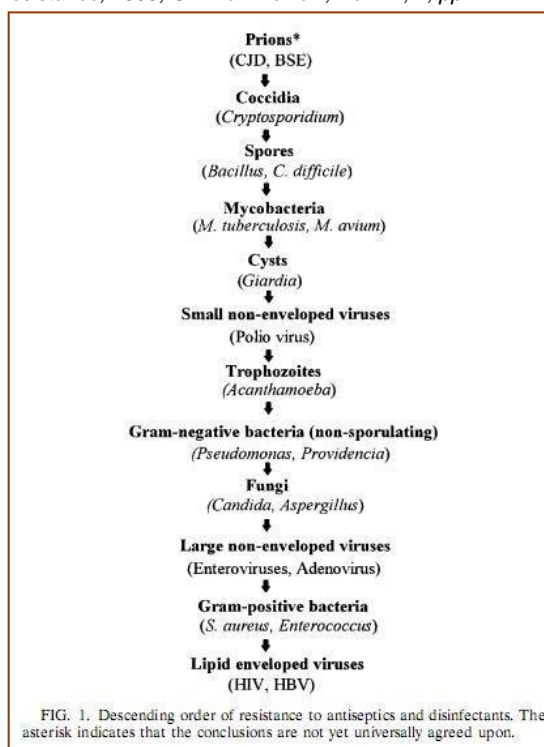 Prions*
(CJD, BSE)
Coccidia
(Cryptosporidium)
Spores
(Bacillus, C. difficile)
Mycobacteria
(M. tuberculosis, M. avium)
Cysts
(Giardia)
Small non-enveloped viruses
(Polio virus)
Trophozoites
(Acanthamoeba)
Gram-negative bacteria (non-sporulating)
(Pseudomonas, Providencia)
Fungi
(Candida, Aspergillus)
Large non-enveloped viruses
(Enteroviruses, Adenovirus)
Gram-positive bacteria
(S. aureus, Enterococcus)
Lipid enveloped viruses
(HIV, HBV)
FIG. 1. Descending order of resistance to antiseptics and disinfectants. The
asterisk indicates that the conclusions are not yet universally agreed upon.